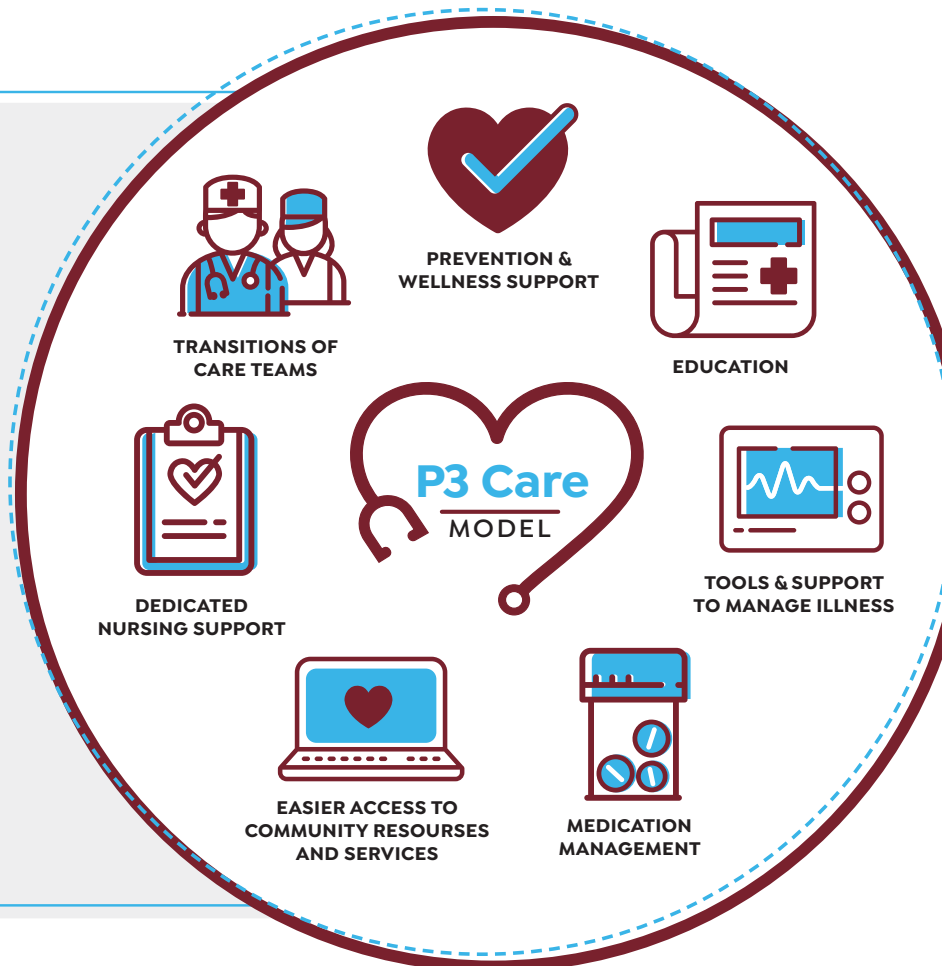 PREVENTION &
WELLNESS SUPPORT
TRANSITIONS OF
CARE TEAMS
EDUCATION
P3 Care
MODEL
DEDICATED
NURSING SUPPORT
TOOLS & SUPPORT
TO MANAGE ILLNESS
EASIER ACCESS TO
COMMUNITY RESOURSES
AND SERVICES
MEDICATION
MANAGEMENT